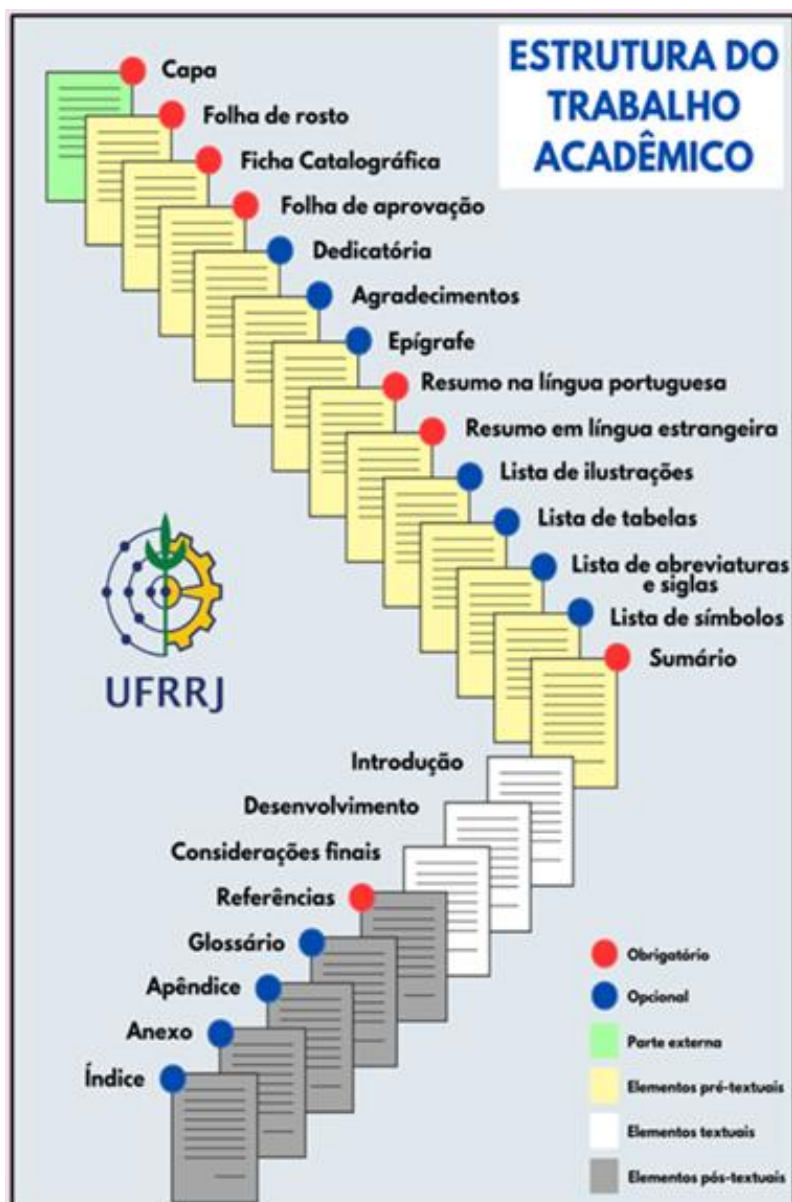 ESTRUTURA DO
TRABALHO
ACADÊMICO
Capa
Folha de rosto
Ficha Catalográfica
Folha de aprovação
Dedicatória
Agradecimentos
Epígrafe
Resumo na língua portuguesa
Resumo em língua estrangeira
Lista de ilustrações
Lista de tabelas
Lista de abreviaturas
e siglas
Lista de símbolos
Sumário
UFRRJ
Introdução
Desenvolvimento
Considerações finais
Referências
Glossário
Apêndice
Anexo
Índice
Obrigatório
Opcional
Parte externa
Elementos pré-textuais
Elementos textuais
Elementos pós-textuais